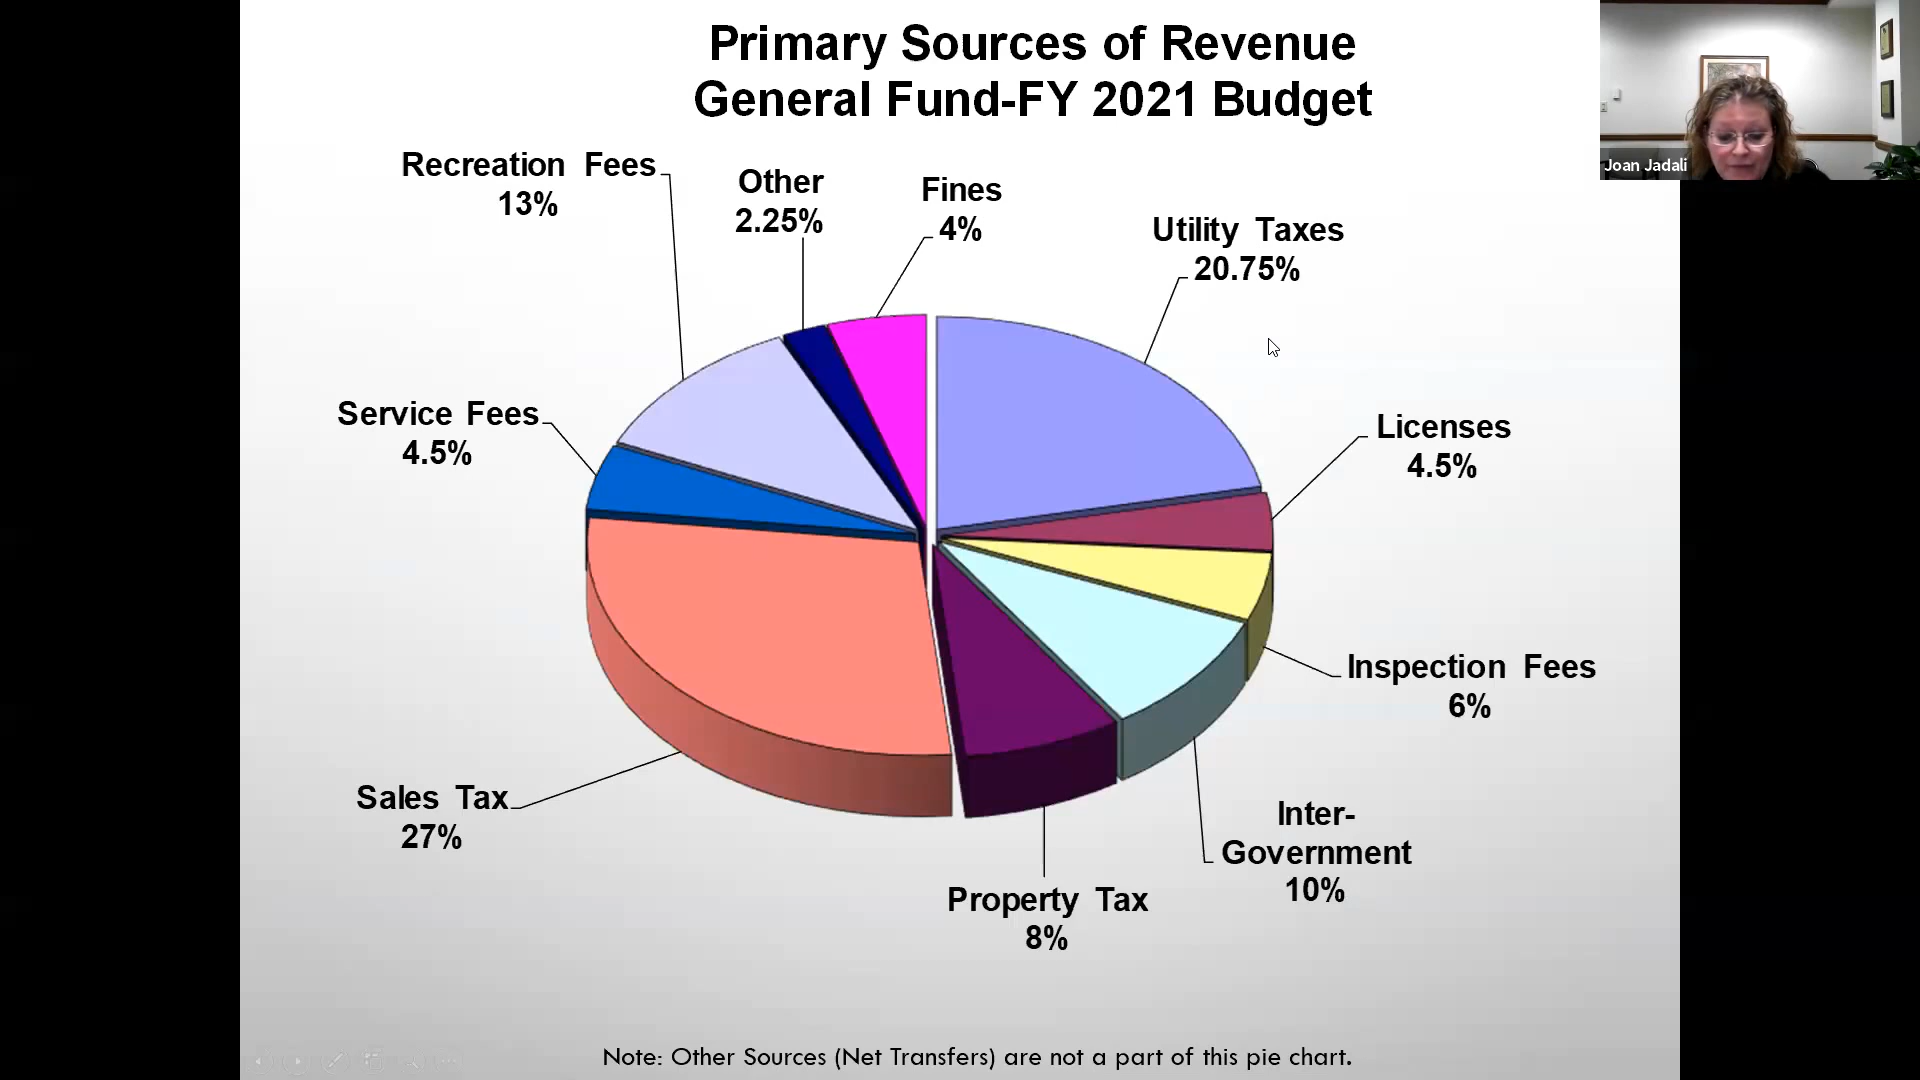 Primary Sources of Revenue
General Fund-FY 2021 Budget
Joan Jadali
Recreation Fees
13%
Other
2.25%
Fines
4%
Utility Taxes
20.75%
Service Fees
4.5%
Licenses
4.5%
Inspection Fees
6%
Sales Tax
27%
Inter-
Government
10%
Property Tax
8%
Note: Other Sources (Net Transfers) are not a part of this pie chart.